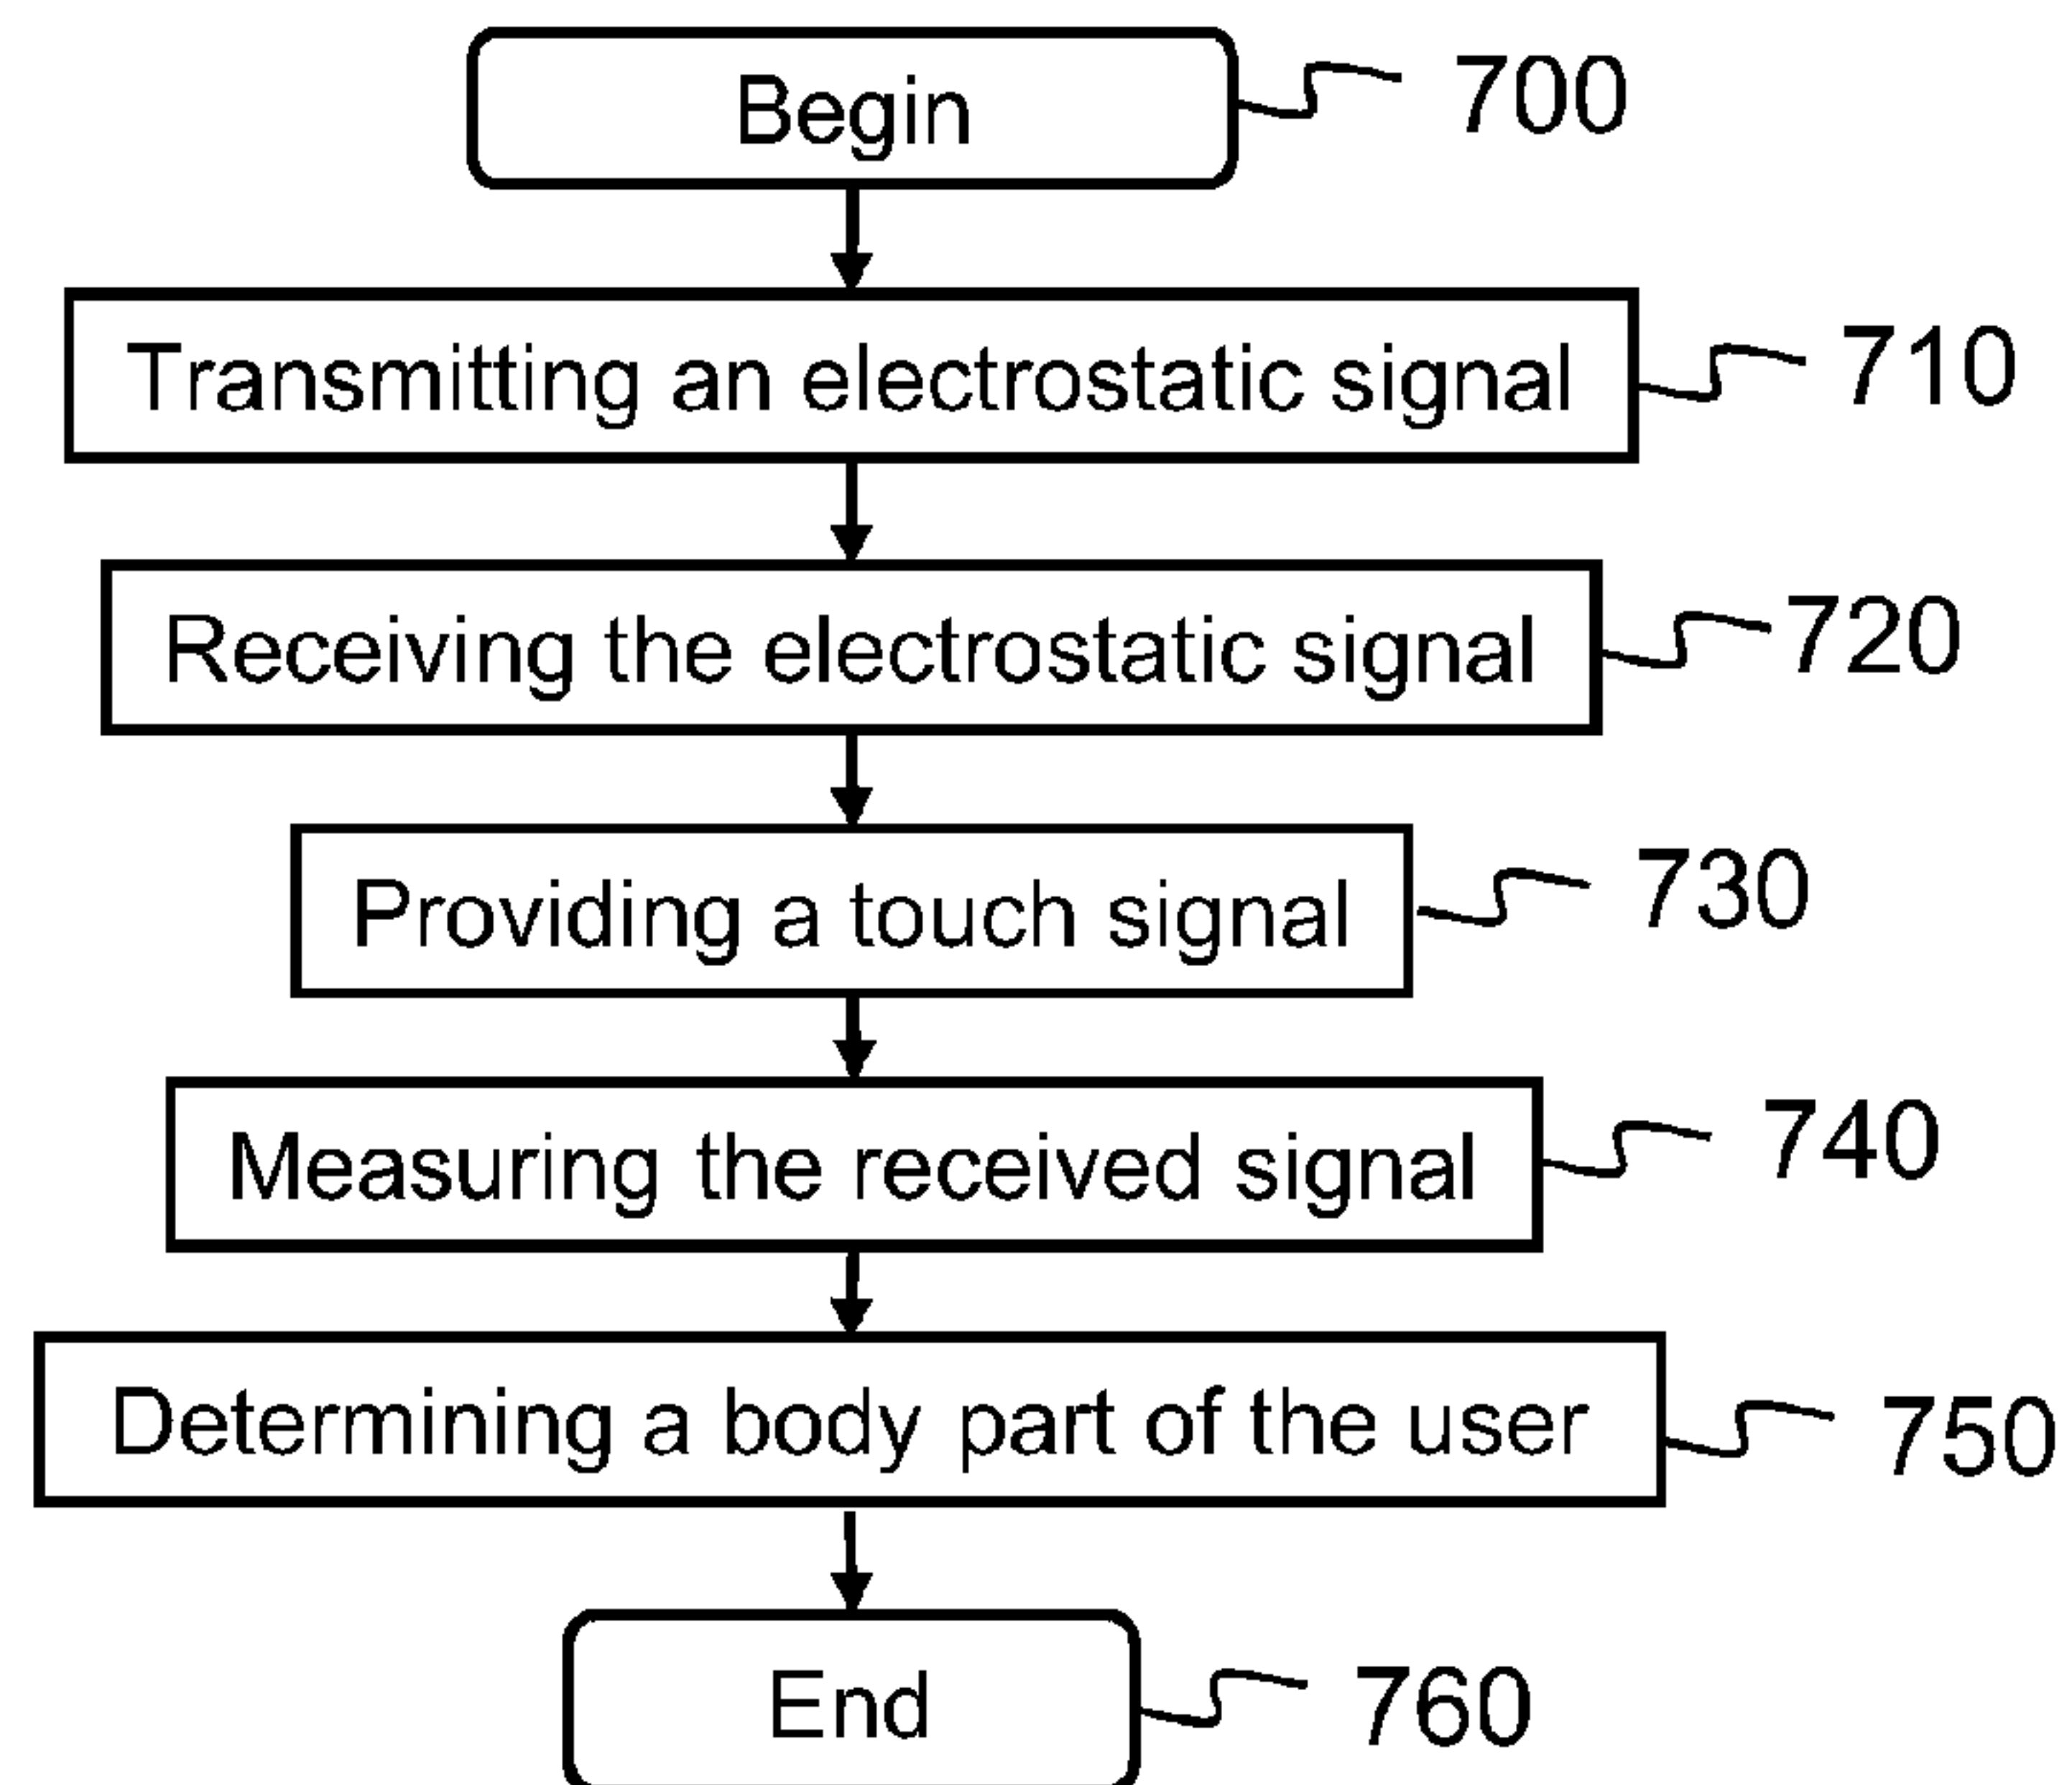 Begin 700
Transmitting an electrostatic signal 710
Receiving the electrostatic signal 720
Providing a touch signal 730
Measuring the received signal 740
Determining a body part of the user 750
End 760